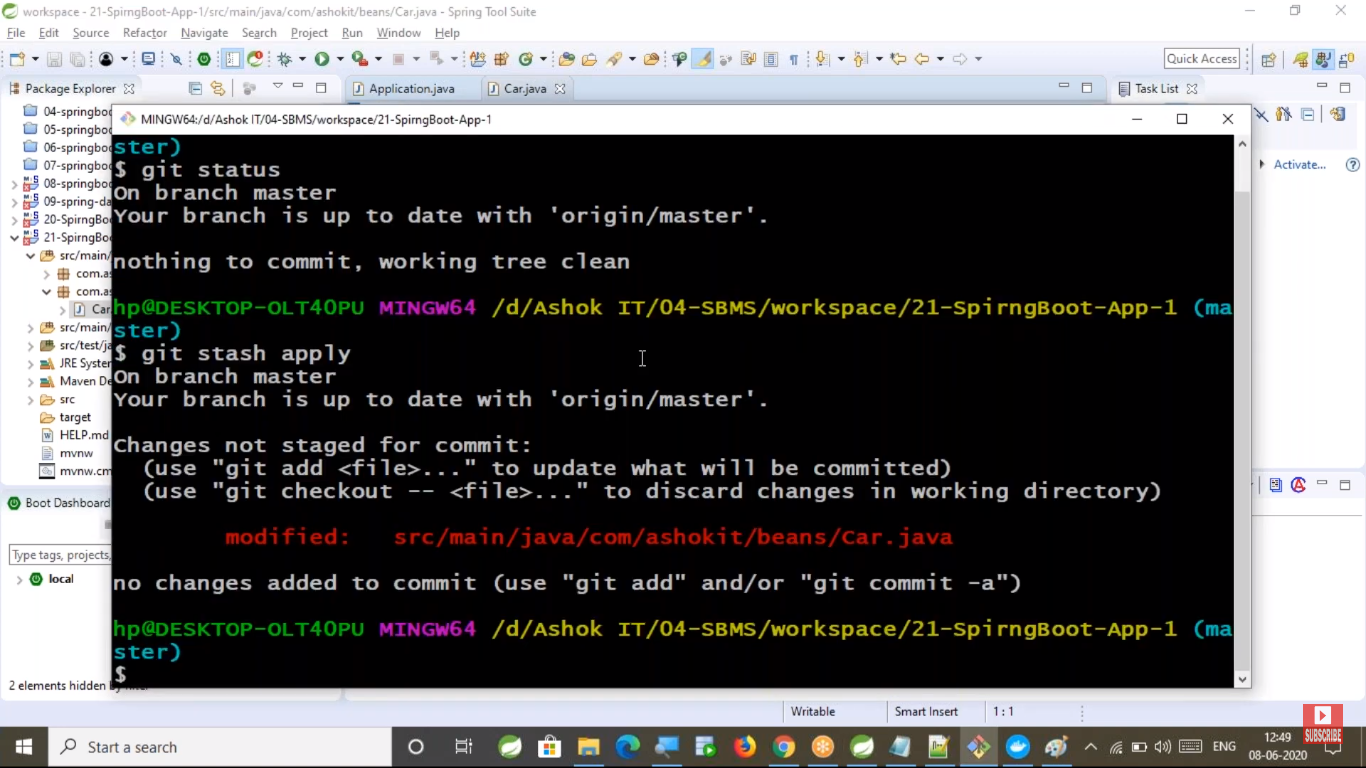 workspace - 21-SpirngBoot-App-1/src/main/java/com/ashokit/beans/Car.java - Spring Tool Suite
File Edit Source Refactor Navigate Search Project Run Window Help
Quick Access
Package Explorer
Application.java
Car.java
Task List
04-springboo
05-springboo
06-springboo
07-springboo
08-springboo
09-spring-da
20-SpirngBo
21-SpirngBo
src/main/
com.as
com.as
Car
src/main/
src/test/ja
JRE System
Maven De
src
target
HELP.md
mvnw
mvnw.cm
Activate...
MINGW64:/d/Ashok IT/04-SBMS/workspace/21-SpirngBoot-App-1
ster)
$ git status
On branch master
Your branch is up to date with 'origin/master'.
nothing to commit, working tree clean
hp@DESKTOP-OLT40PU MINGW64 /d/Ashok IT/04-SBMS/workspace/21-SpirngBoot-App-1 (ma
ster)
$ git stash apply
On branch master
Your branch is up to date with 'origin/master'.
Changes not staged for commit:
(use "git add <file>..." to update what will be committed)
(use "git checkout -- <file>..." to discard changes in working directory)
modified: src/main/java/com/ashokit/beans/Car.java
no changes added to commit (use "git add" and/or "git commit -a")
hp@DESKTOP-OLT40PU MINGW64 /d/Ashok IT/04-SBMS/workspace/21-SpirngBoot-App-1 (ma
ster)
$
Boot Dashboard
Type tags, projects,
local
2 elements hidden by filter
Writable
Smart Insert
1 : 1
SUBSCRIBE
Start a search
ENG
12:49
08-06-2020